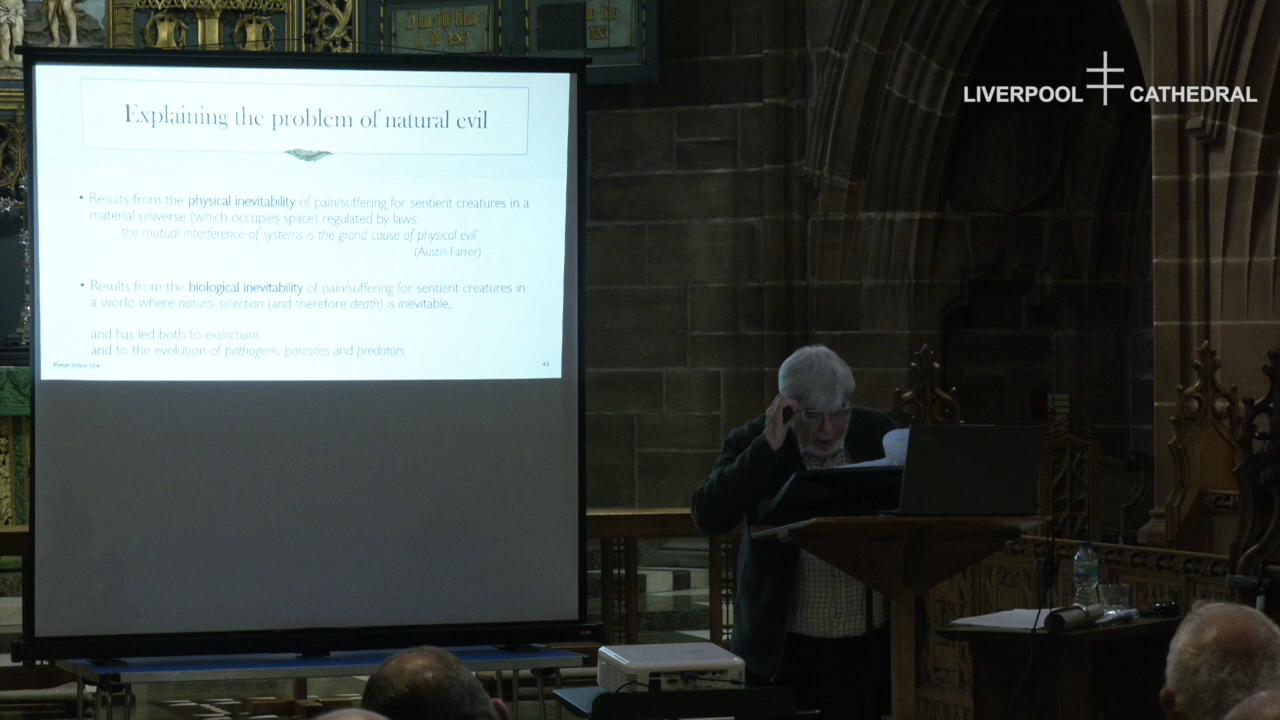 LIVERPOOL CATHEDRAL
Explaining the problem of natural evil
• Results from the physical inevitability of pain/suffering for sentient creatures in a
material universe (which occupies space) regulated by laws:
'the mutual interference of systems is the grand cause of physical evil'
(Austin Farrer)
• Results from the biological inevitability of pain/suffering for sentient creatures in
a world where natural selection (and therefore death) is inevitable,
and has led both to extinctions
and to the evolution of pathogens, parasites and predators
43